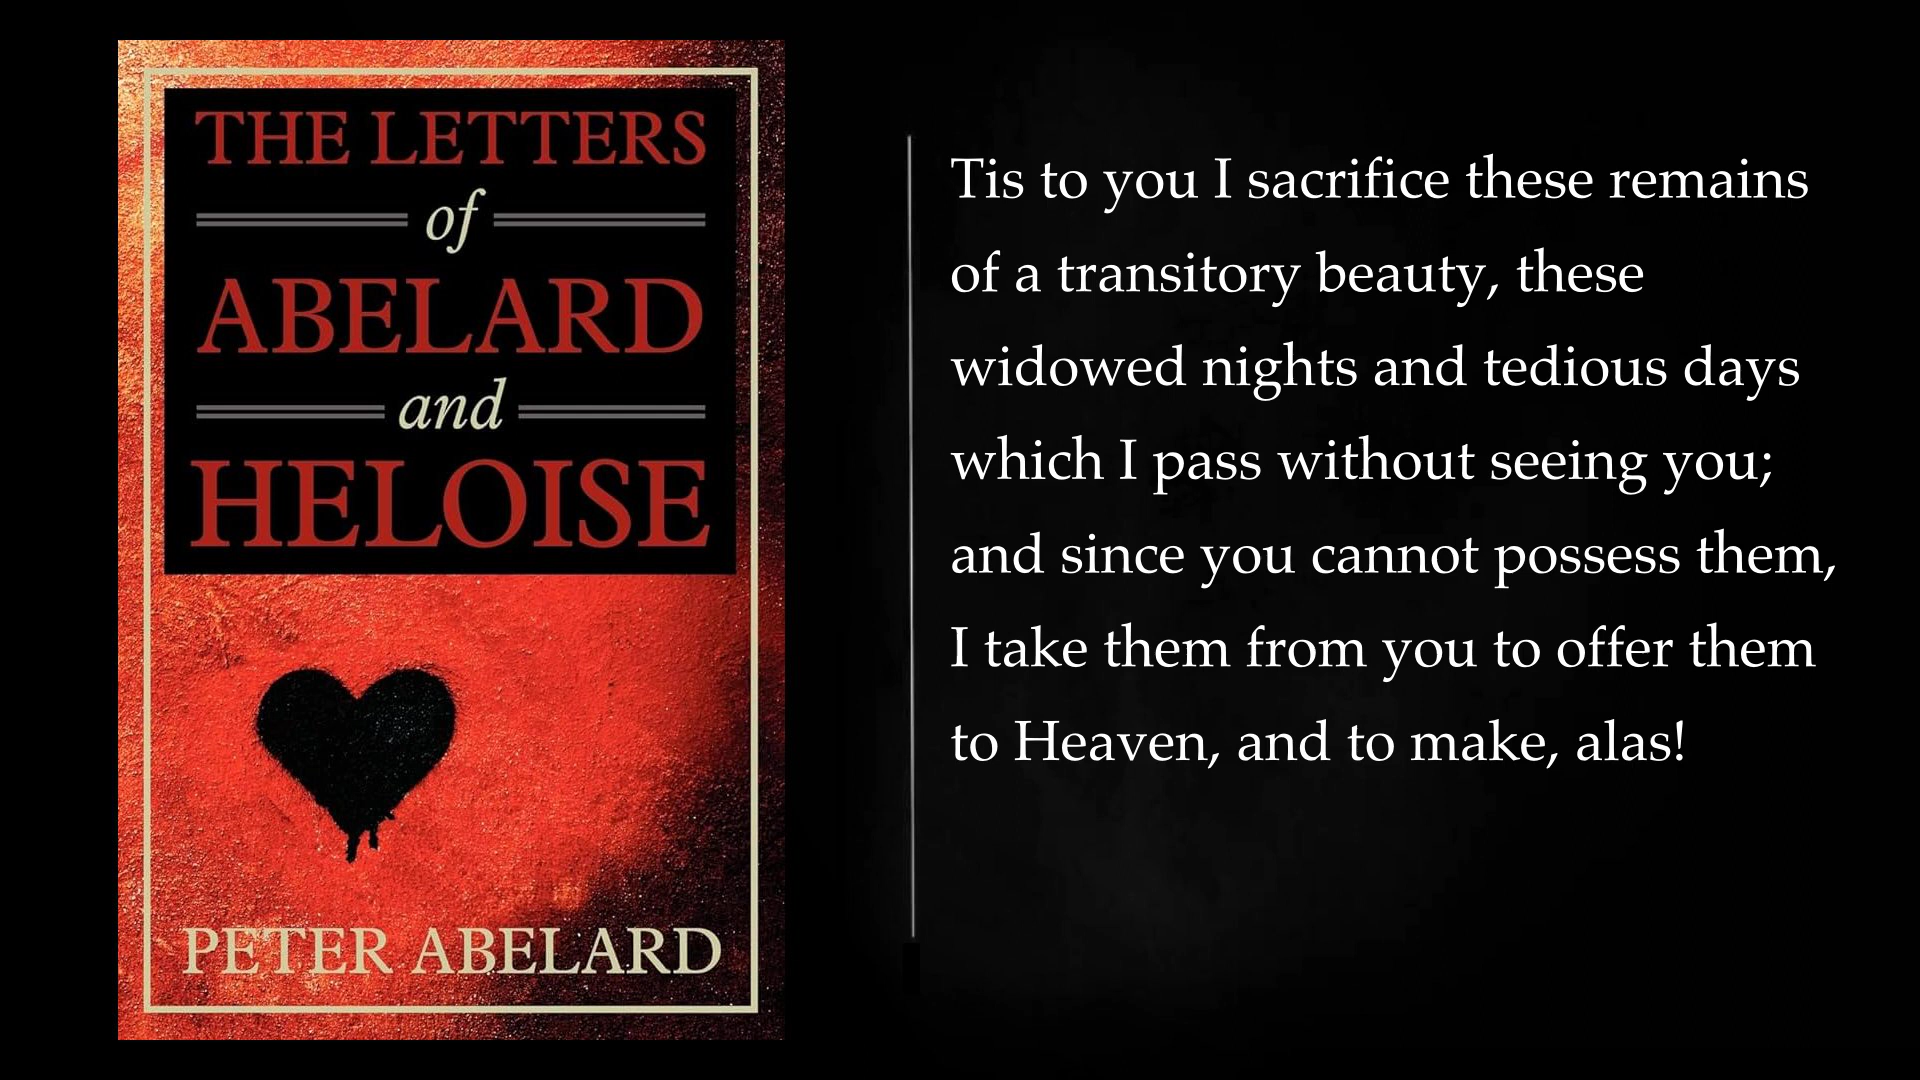 THE LETTERS
of
ABELARD
and
HELOISE
PETER ABELARD
Tis to you I sacrifice these remains
of a transitory beauty, these
widowed nights and tedious days
which I pass without seeing you;
and since you cannot possess them,
I take them from you to offer them
to Heaven, and to make, alas!